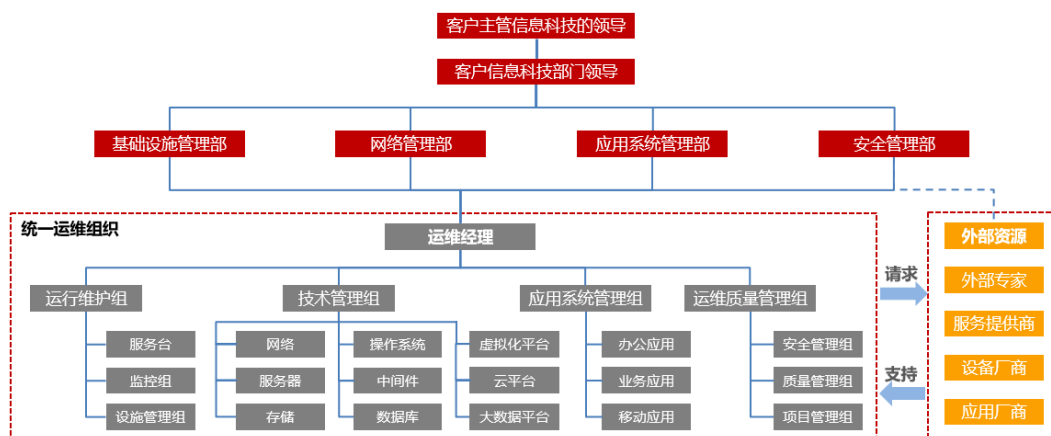 客户主管信息科技的领导
客户信息科技部门领导
基础设施管理部
网络管理部
应用系统管理部
安全管理部
统一运维组织
运维经理
运行维护组
技术管理组
应用系统管理组
运维质量管理组
服务台
网络
操作系统
虚拟化平台
办公应用
安全管理组
监控组
服务器
中间件
云平台
业务应用
质量管理组
设施管理组
存储
数据库
大数据平台
移动应用
项目管理组
请求
支持
外部资源
外部专家
服务提供商
设备厂商
应用厂商